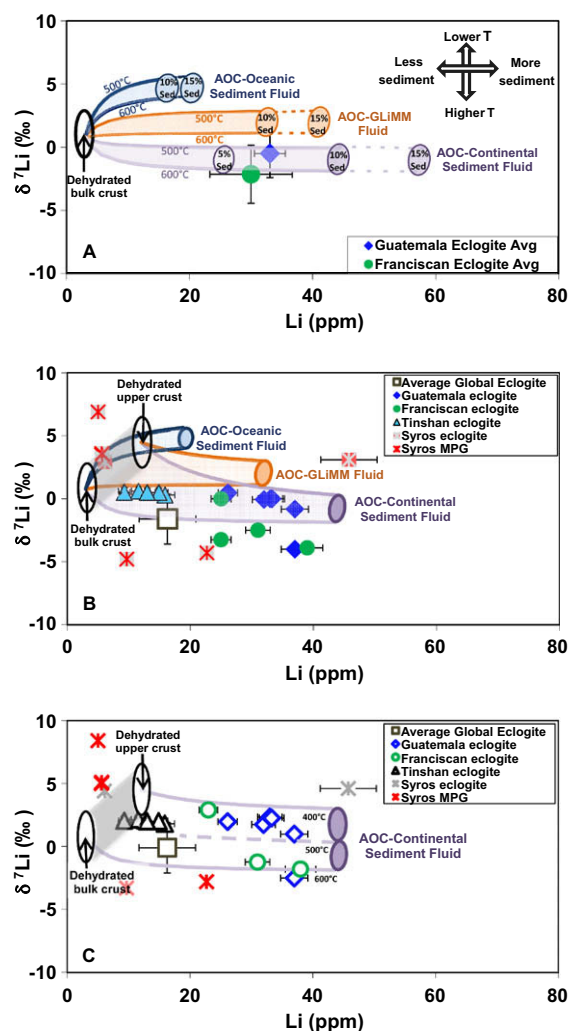 10
Lower T
Less sediment
More sediment
Higher T
10% Sed
15% Sed
AOC-Oceanic
Sediment Fluid
500°C
600°C
5
500°C
10% Sed
15% Sed
AOC-GLiMM
Fluid
600°C
0
500°C
5% Sed
10% Sed
15% Sed
AOC-Continental
Sediment Fluid
600°C
Dehydrated
bulk crust
-5
A
Guatemala Eclogite Avg
Franciscan Eclogite Avg
-10
δ ⁷Li (‰)
0 20 40 60 80
Li (ppm)
10
Dehydrated
upper crust
Average Global Eclogite
Guatemala eclogite
Franciscan eclogite
Tinshan eclogite
Syros eclogite
Syros MPG
AOC-Oceanic
Sediment Fluid
5
AOC-GLiMM Fluid
0
AOC-Continental
Sediment Fluid
Dehydrated
bulk crust
-5
B
-10
δ ⁷Li (‰)
0 20 40 60 80
Li (ppm)
10
Dehydrated
upper crust
Average Global Eclogite
Guatemala eclogite
Franciscan eclogite
Tinshan eclogite
Syros eclogite
Syros MPG
5
400°C
AOC-Continental
Sediment Fluid
500°C
0
600°C
Dehydrated
bulk crust
-5
C
-10
δ ⁷Li (‰)
0 20 40 60 80
Li (ppm)